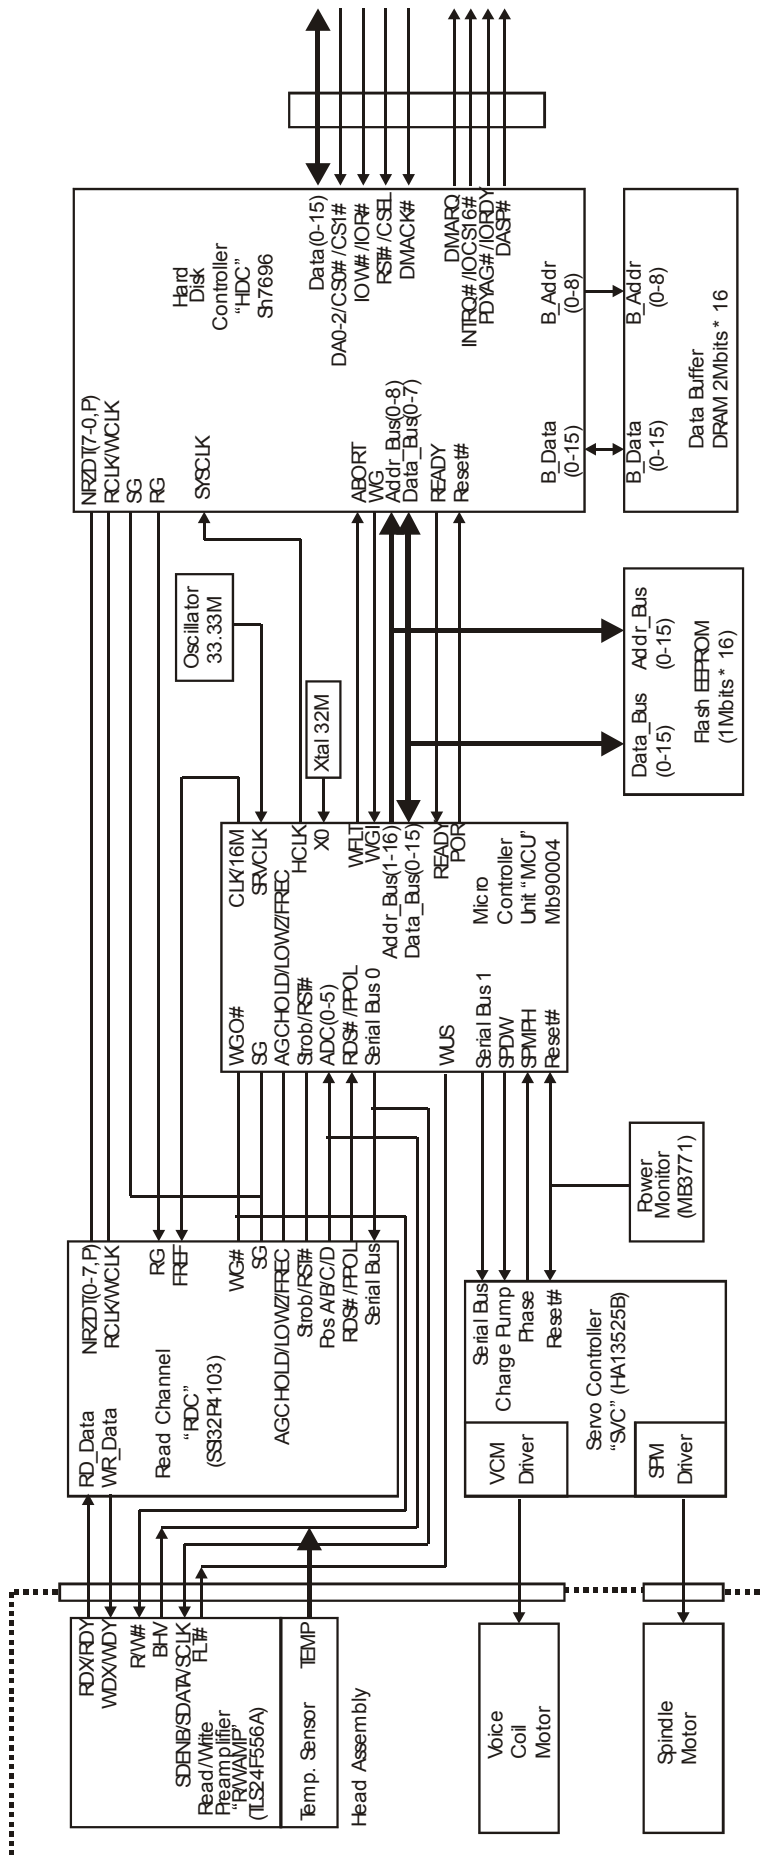 RDX/RDY
WDX/WDY
R/W#
BHV
SDENB/SDATA/SCLK
FLT#
Read/Write
Preamplifier
“R/WAMP”
(TLS24F556A)
Temp. Sensor TEMP
Head Assembly
Voice
Coil
Motor
Spindle
Motor
RD_Data
WR_Data
NRZDT(0-7,P)
RCLK/WCLK
Read Channel
“RDC”
(SSI32P4103)
RG
FREF
WG#
SG
AGCHOLD/LOWZ/FREC
Strob/RST#
Pos A/B/C/D
RDS#/PPOL
Serial Bus
VCM
Driver
Serial Bus
Charge Pump
Phase
Reset#
Servo Controller
“SVC” (HA13525B)
SPM
Driver
Power
Monitor
(MB3771)
WGO#
SG
AGCHOLD/LOWZ/FREC
Strob/RST#
ADC(0-5)
RDS#/PPOL
Serial Bus 0
WUS
Serial Bus 1
SPDW
SPMPH
Reset#
CLK/16M
SRVCLK
HCLK
X0
WFLT
WGI
Addr_Bus(1-16)
Data_Bus(0-15)
READY
POR
Micro
Controller
Unit “MCU”
Mb90004
Oscillator
33.33M
Xtal 32M
Data_Bus
(0-15)
Addr_Bus
(0-15)
Flash EEPROM
(1Mbits * 16)
NRZDT(7-0,P)
RCLK/WCLK
SG
RG
SYSCLK
ABORT
WG
Addr_Bus(0-8)
Data_Bus(0-7)
READY
Reset#
Hard
Disk
Controller
“HDC”
Sh7696
Data(0-15)
DA0-2/CS0#/CS1#
IOW#/IOR#
RST#/CSEL
DMACK#
DMARQ
INTRQ#/IOCS16#
PDYAG#/IORDY
DASP#
B_Data
(0-15)
B_Addr
(0-8)
B_Data
(0-15)
B_Addr
(0-8)
Data Buffer
DRAM 2Mbits * 16